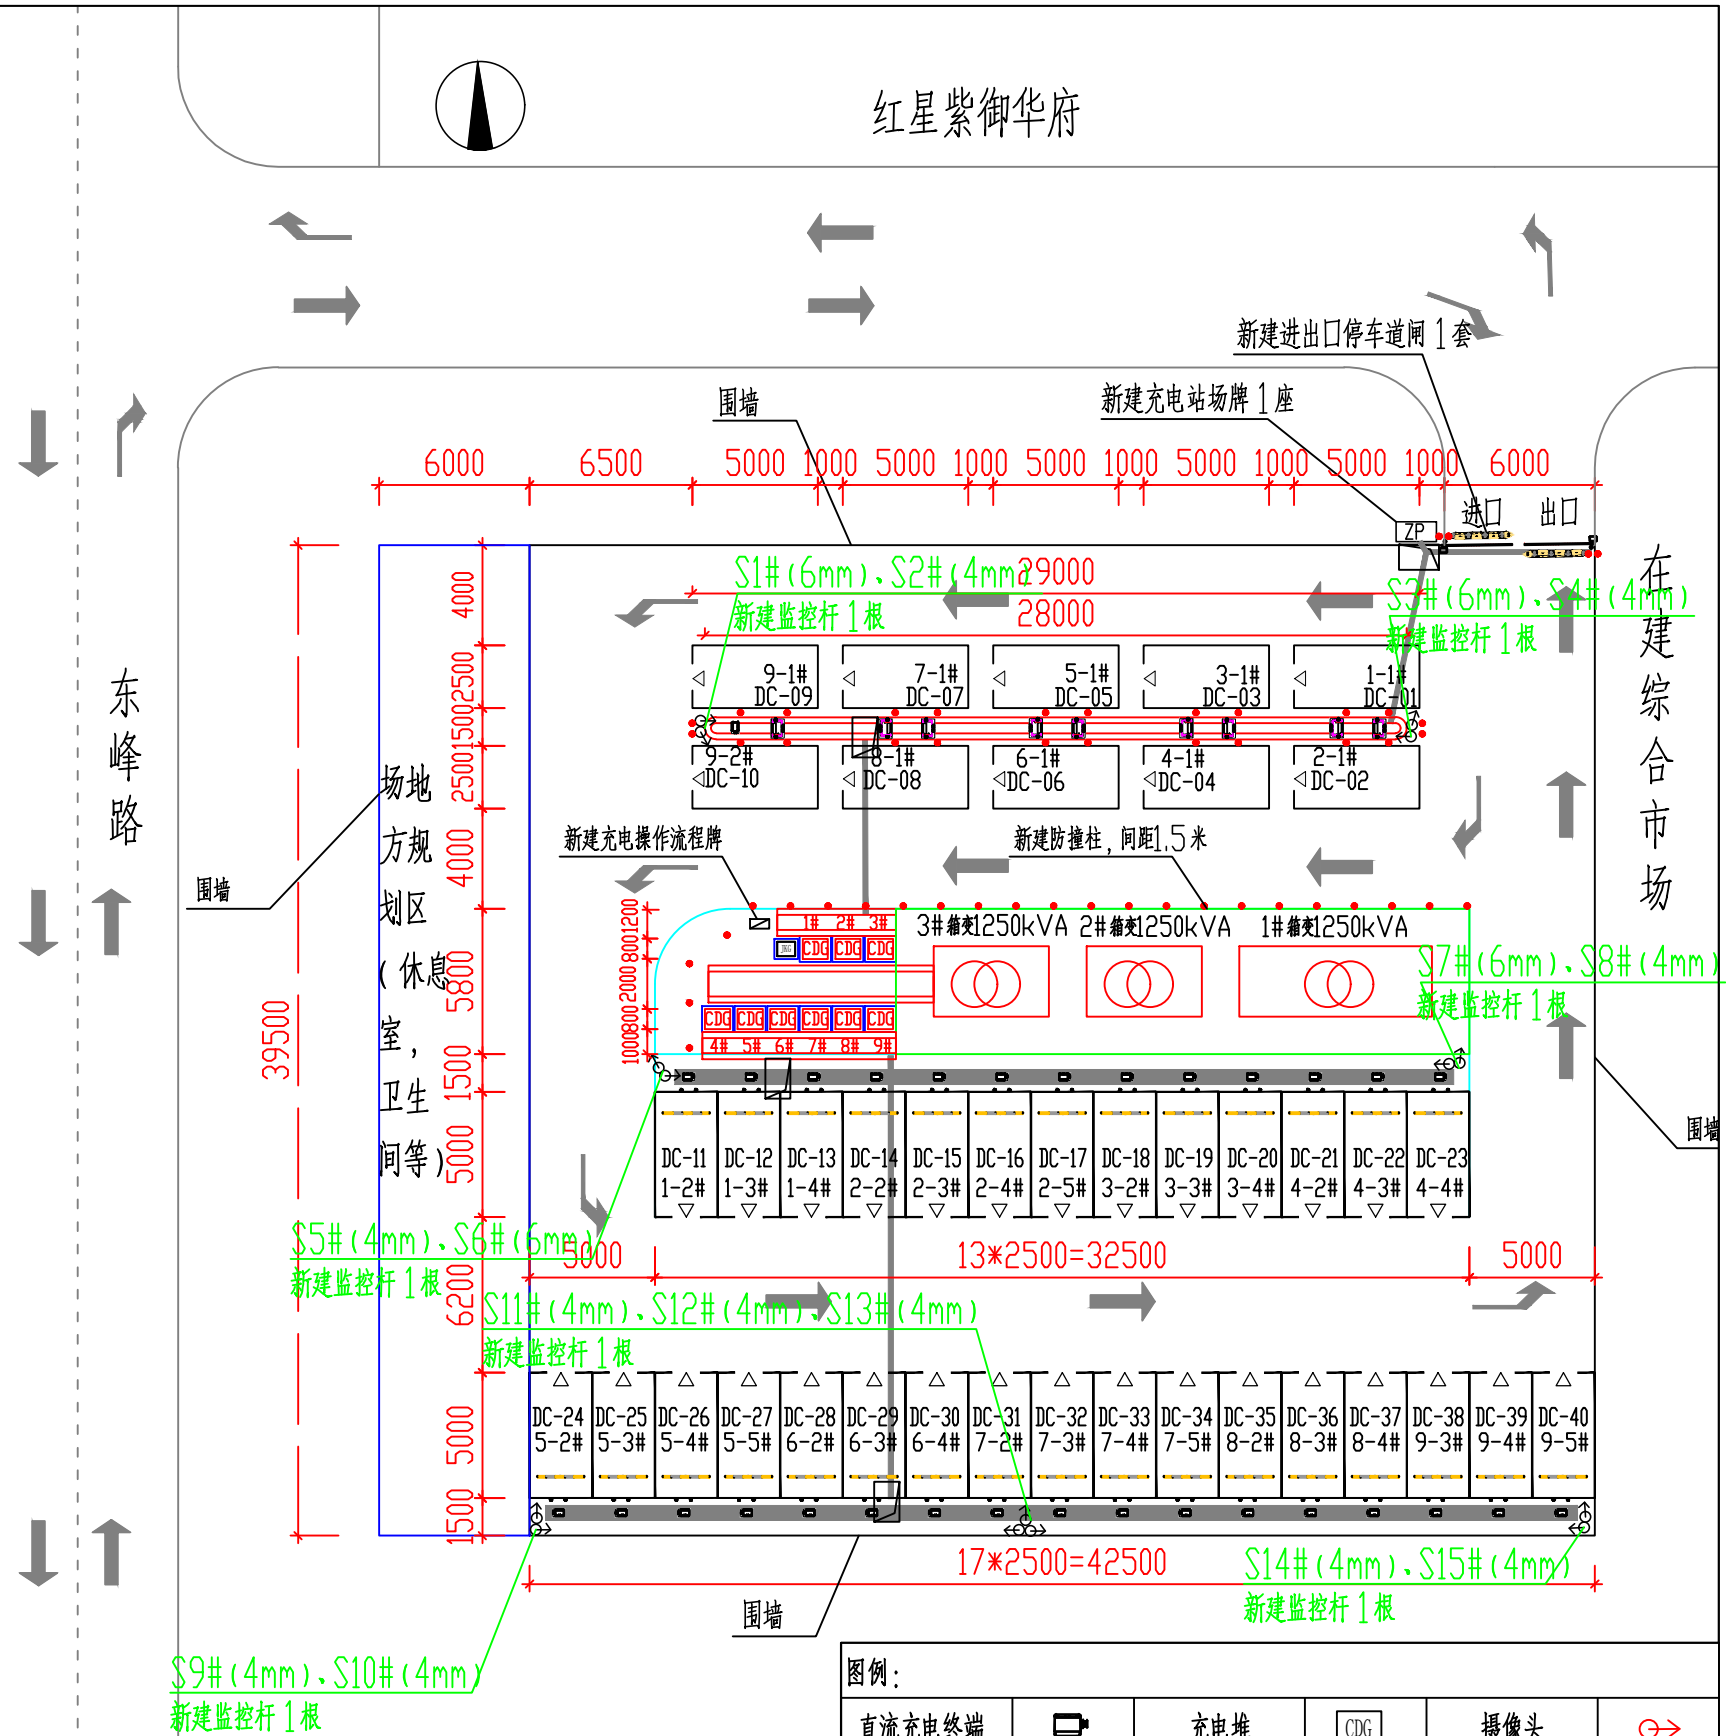 红星紫御华府
新建进出口停车道闸1套
围墙
新建充电站场牌1座
6000
6500
5000
1000
5000
1000
5000
1000
5000
1000
5000
1000
6000
ZP
进口
出口
S1#(6mm)、S2#(4mm)
新建监控杆1根
29000
28000
S3#(6mm)、S4#(4mm)
新建监控杆1根
在建综合市场
东峰路
4000
2500
1500
2500
4000
5800
1500
5000
6200
5000
1500
39500
9-1#
DC-09
7-1#
DC-07
5-1#
DC-05
3-1#
DC-03
1-1#
DC-01
9-2#
DC-10
8-1#
DC-08
6-1#
DC-06
4-1#
DC-04
2-1#
DC-02
场地
方规
划区
(休息
室,
卫生
间等)
围墙
新建充电操作流程牌
新建防撞柱,间距1.5米
1200
800
2000
800
1000
1# 2# 3#
JKG CDG CDG CDG
3#箱变1250kVA 2#箱变1250kVA 1#箱变1250kVA
CDG CDG CDG CDG CDG CDG
4# 5# 6# 7# 8# 9#
S7#(6mm)、S8#(4mm)
新建监控杆1根
围墙
DC-11 DC-12 DC-13 DC-14 DC-15 DC-16 DC-17 DC-18 DC-19 DC-20 DC-21 DC-22 DC-23
1-2# 1-3# 1-4# 2-2# 2-3# 2-4# 2-5# 3-2# 3-3# 3-4# 4-2# 4-3# 4-4#
S5#(4mm)、S6#(6mm)
新建监控杆1根
5000
13*2500=32500
5000
S11#(4mm)、S12#(4mm)、S13#(4mm)
新建监控杆1根
DC-24 DC-25 DC-26 DC-27 DC-28 DC-29 DC-30 DC-31 DC-32 DC-33 DC-34 DC-35 DC-36 DC-37 DC-38 DC-39 DC-40
5-2# 5-3# 5-4# 5-5# 6-2# 6-3# 6-4# 7-2# 7-3# 7-4# 7-5# 8-2# 8-3# 8-4# 9-3# 9-4# 9-5#
17*2500=42500
S14#(4mm)、S15#(4mm)
新建监控杆1根
围墙
S9#(4mm)、S10#(4mm)
新建监控杆1根
图例:
直流充电终端
充电堆
CDG
摄像头